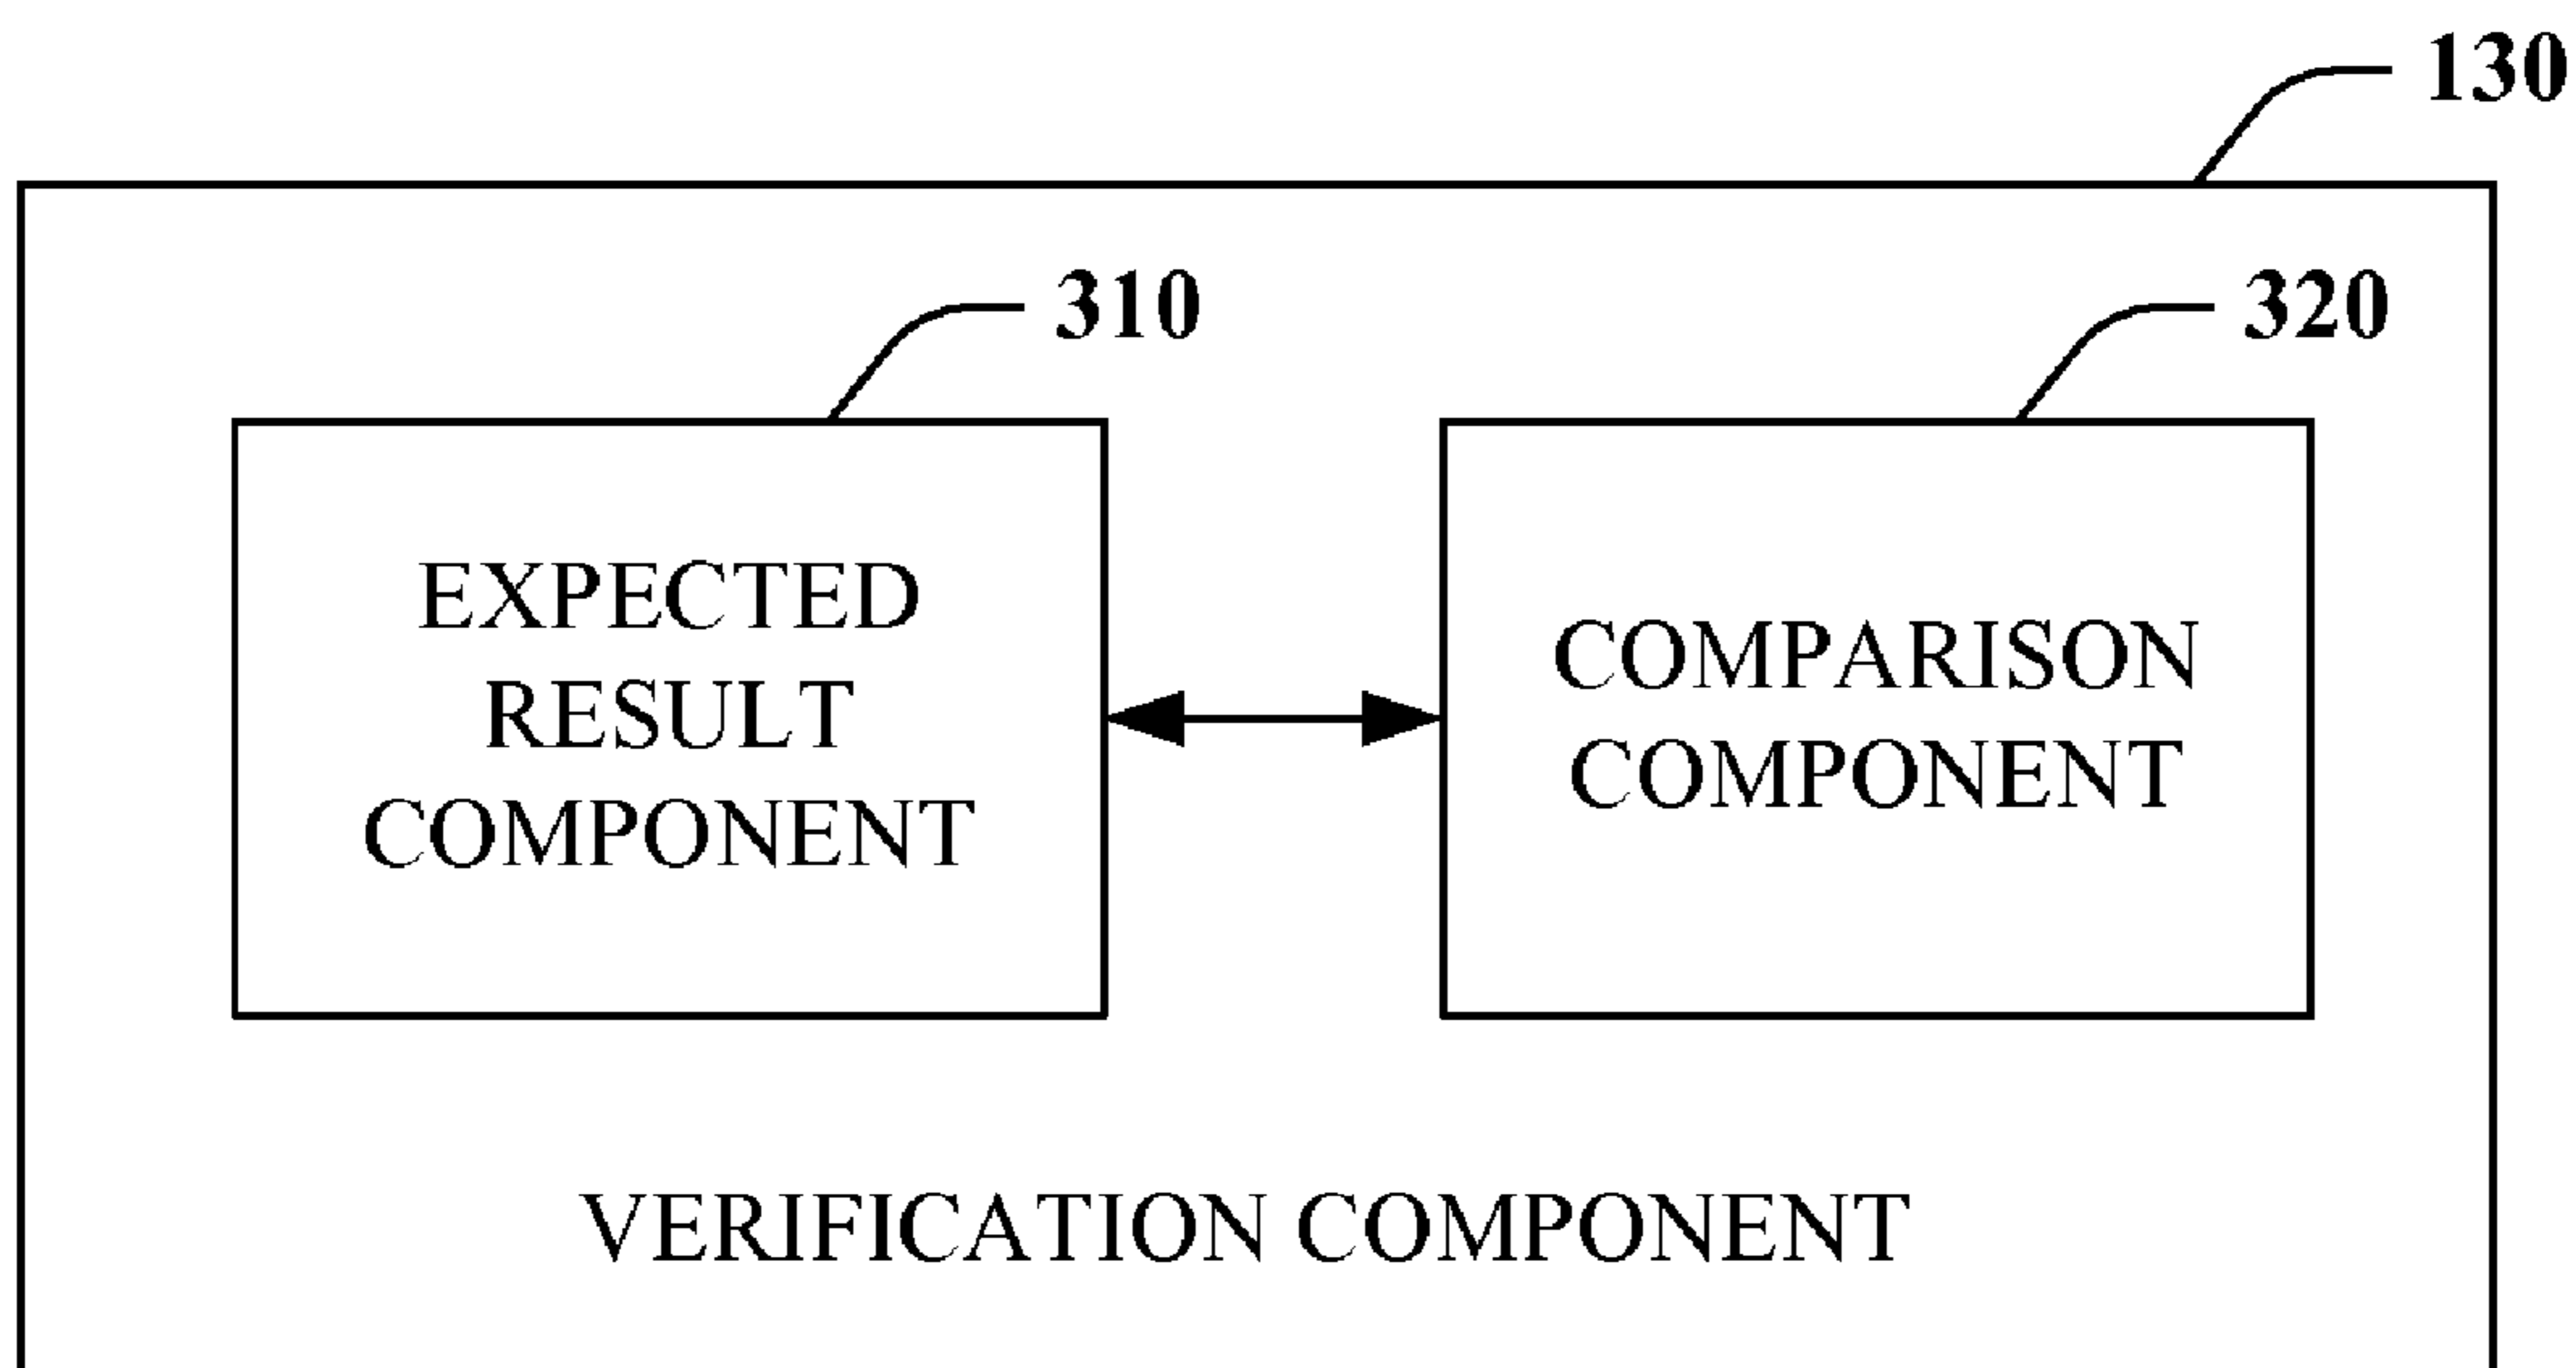 130
310
320
EXPECTED
RESULT
COMPONENT
COMPARISON
COMPONENT
VERIFICATION COMPONENT